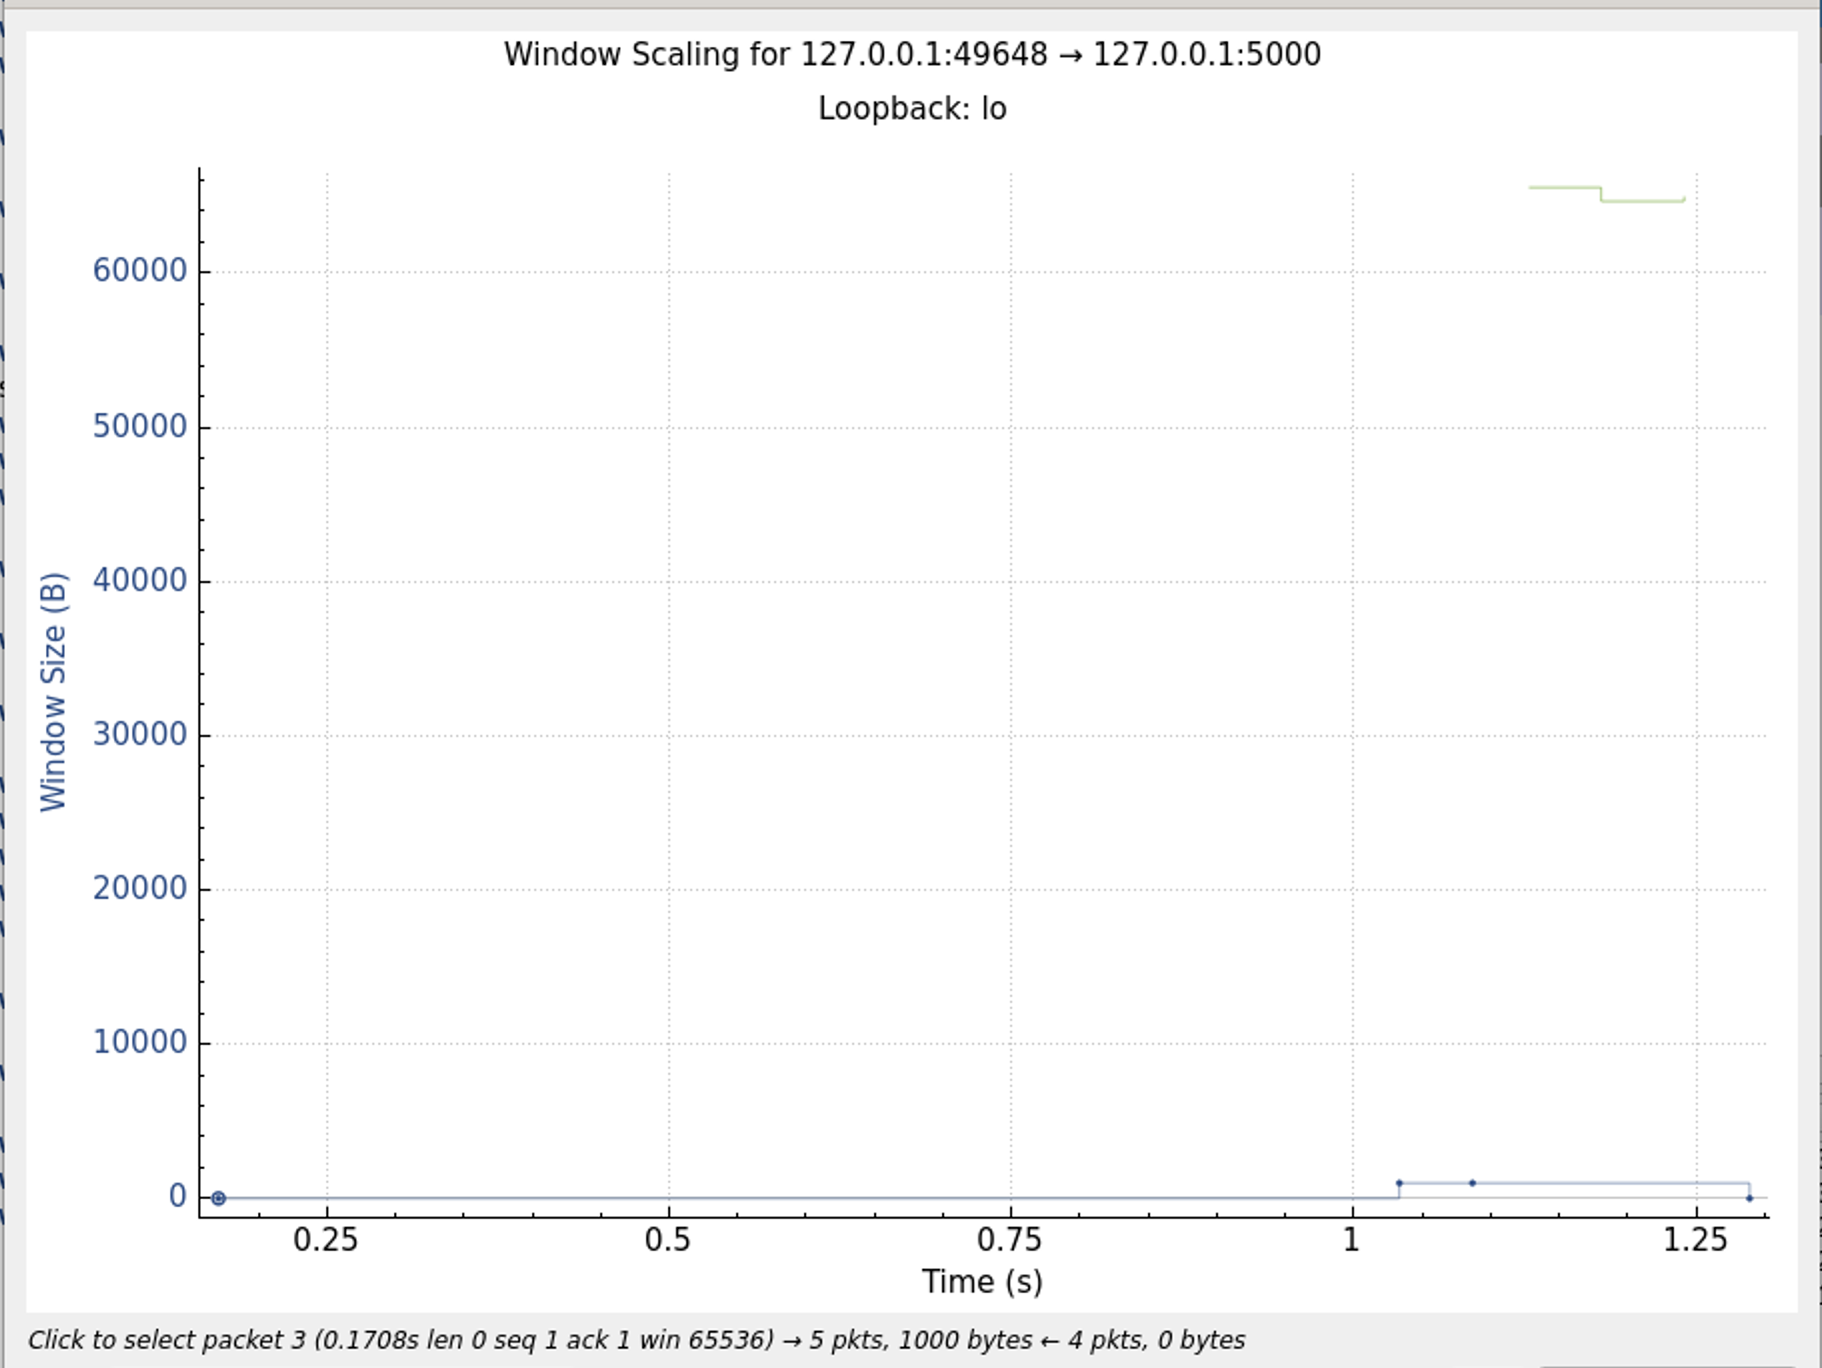 Window Scaling for 127.0.0.1:49648 → 127.0.0.1:5000
Loopback: lo
Window Size (B)
60000
50000
40000
30000
20000
10000
0
0.25 0.5 0.75 1 1.25
Time (s)
Click to select packet 3 (0.1708s len 0 seq 1 ack 1 win 65536) → 5 pkts, 1000 bytes ← 4 pkts, 0 bytes